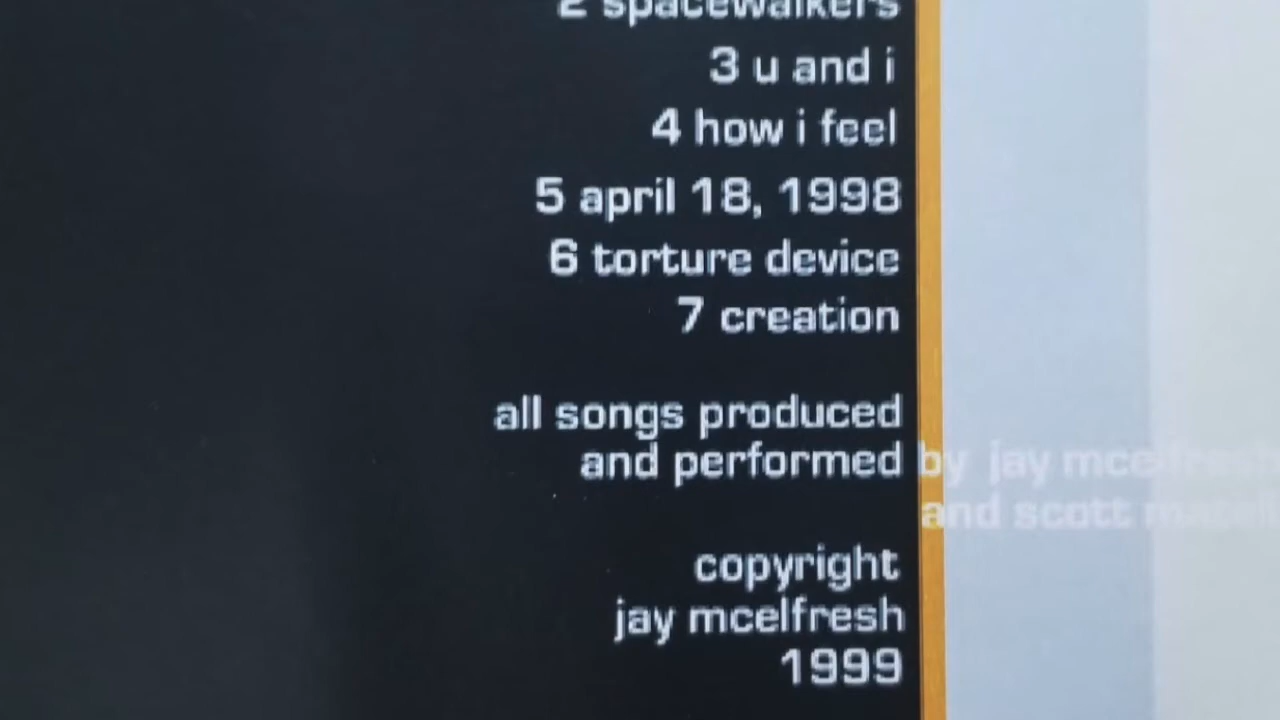 2 spacewalkers
3 u and i
4 how i feel
5 april 18, 1998
6 torture device
7 creation
all songs produced
and performed by jay mcelfresh
and scott
copyright
jay mcelfresh
1999